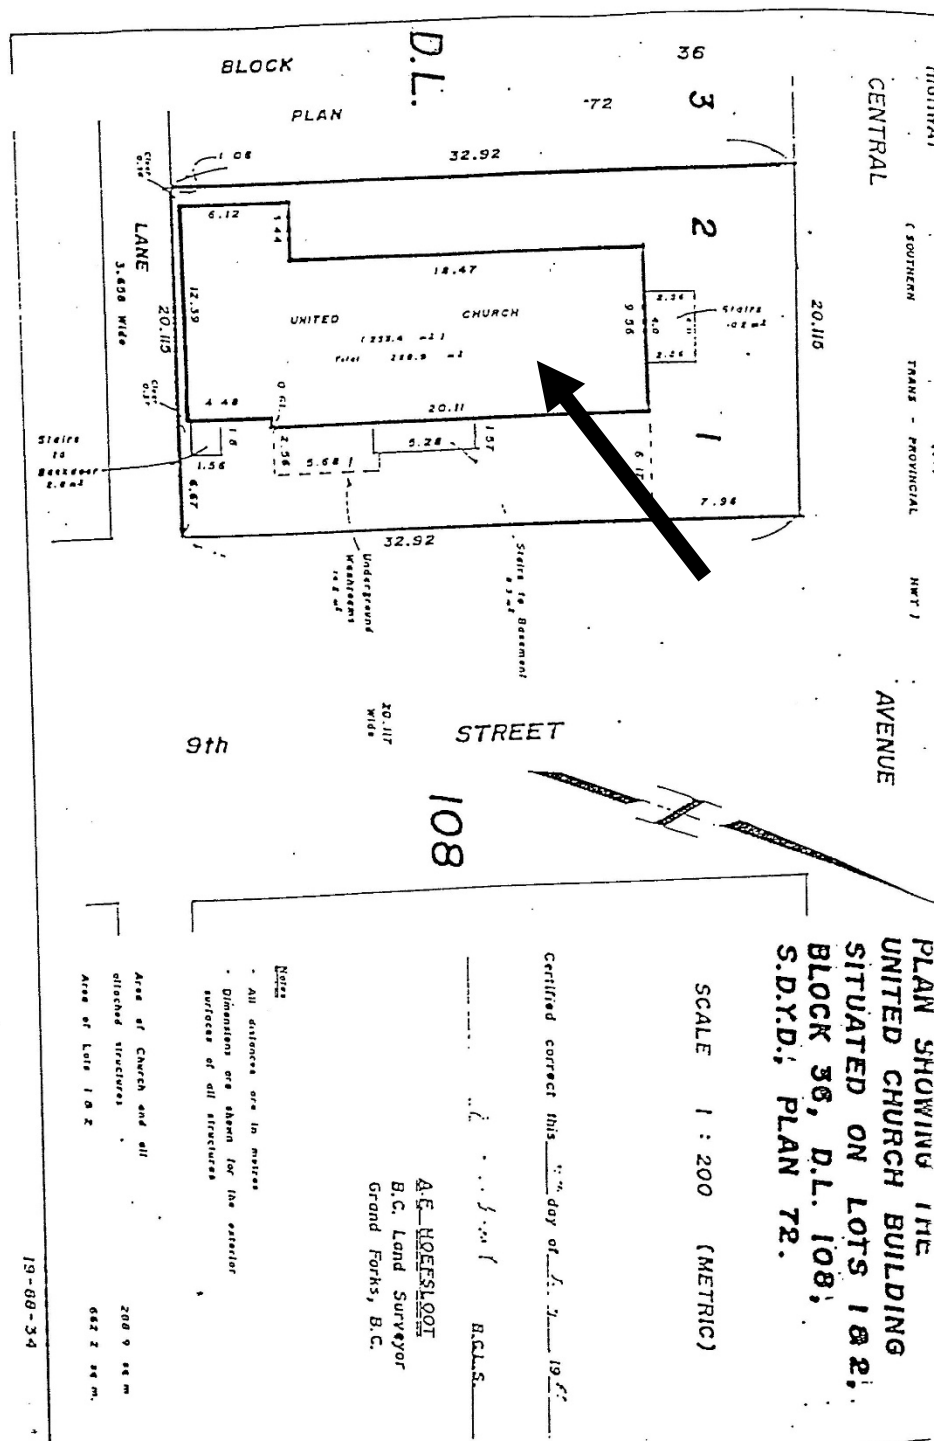 BLOCK
D.L.
36
PLAN
72
3
CENTRAL
32.92
1.06
2
6.12
3.44
18.47
LANE
3.658 Wide
20.115
12.39
UNITED CHURCH
Total
9.56
2.26
4.0
2.26
Stairs
20.115
(SOUTHERN TRANS - PROVINCIAL HWY)
4.48
0.61
20.11
1
Stairs
to
Backdoor
1.6
1.56
2.56
5.68
5.28
1.57
6.17
7.94
6.67
32.92
Underground
Washrooms
Stairs to Basement
20.117
Wide
9th STREET
AVENUE
108
PLAN SHOWING THE
UNITED CHURCH BUILDING
SITUATED ON LOTS 1 & 2,
BLOCK 36, D.L. 108,
S.D.Y.D., PLAN 72.
SCALE 1 : 200 (METRIC)
Certified correct this day of 19
B.C.L.S.
A.E. HOEFSLOOT
B.C. Land Surveyor
Grand Forks, B.C.
Notes
- All distances are in metres
- Dimensions are shown for the exterior
surfaces of all structures
Area of Church and all
attached structures
Area of Lots 1 & 2 662.2 sq m.
19-88-34